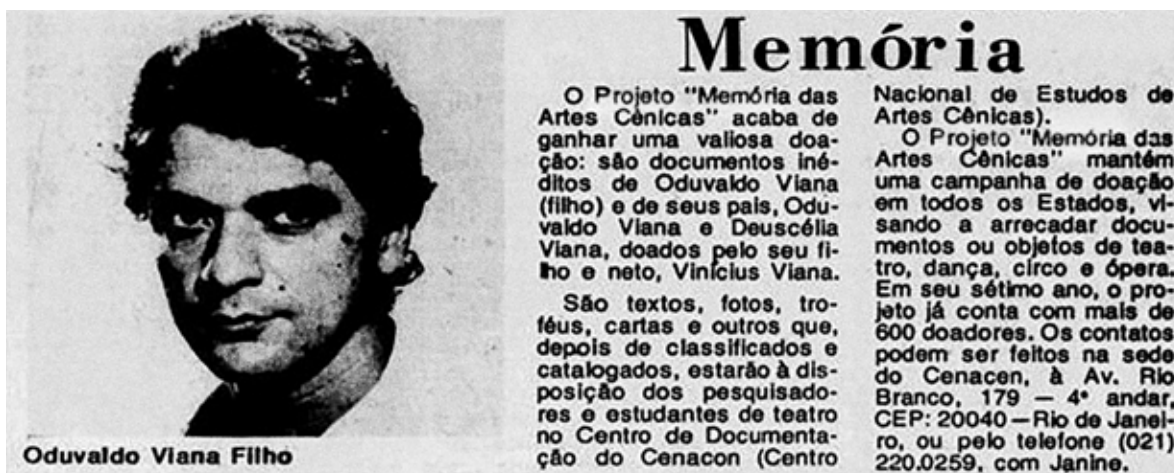 Memória
O Projeto "Memória das
Artes Cênicas" acaba de
ganhar uma valiosa doa-
ção: são documentos iné-
ditos de Oduvaldo Viana
(filho) e de seus pais, Odu-
valdo Viana e Deuscélia
Viana, doados pelo seu fi-
lho e neto, Vinícius Viana.
São textos, fotos, tro-
féus, cartas e outros que,
depois de classificados e
catalogados, estarão à dis-
posição dos pesquisado-
res e estudantes de teatro
no Centro de Documenta-
ção do Cenacon (Centro
Nacional de Estudos de
Artes Cênicas).
O Projeto "Memória das
Artes Cênicas" mantém
uma campanha de doação
em todos os Estados, vi-
sando a arrecadar docu-
mentos ou objetos de tea-
tro, dança, circo e ópera.
Em seu sétimo ano, o pro-
jeto já conta com mais de
600 doadores. Os contatos
podem ser feitos na sede
do Cenacen, à Av. Rio
Branco, 179 — 4º andar,
CEP: 20040 — Rio de Janei-
ro, ou pelo telefone (021)
220.0259, com Janine.
Oduvaldo Viana Filho